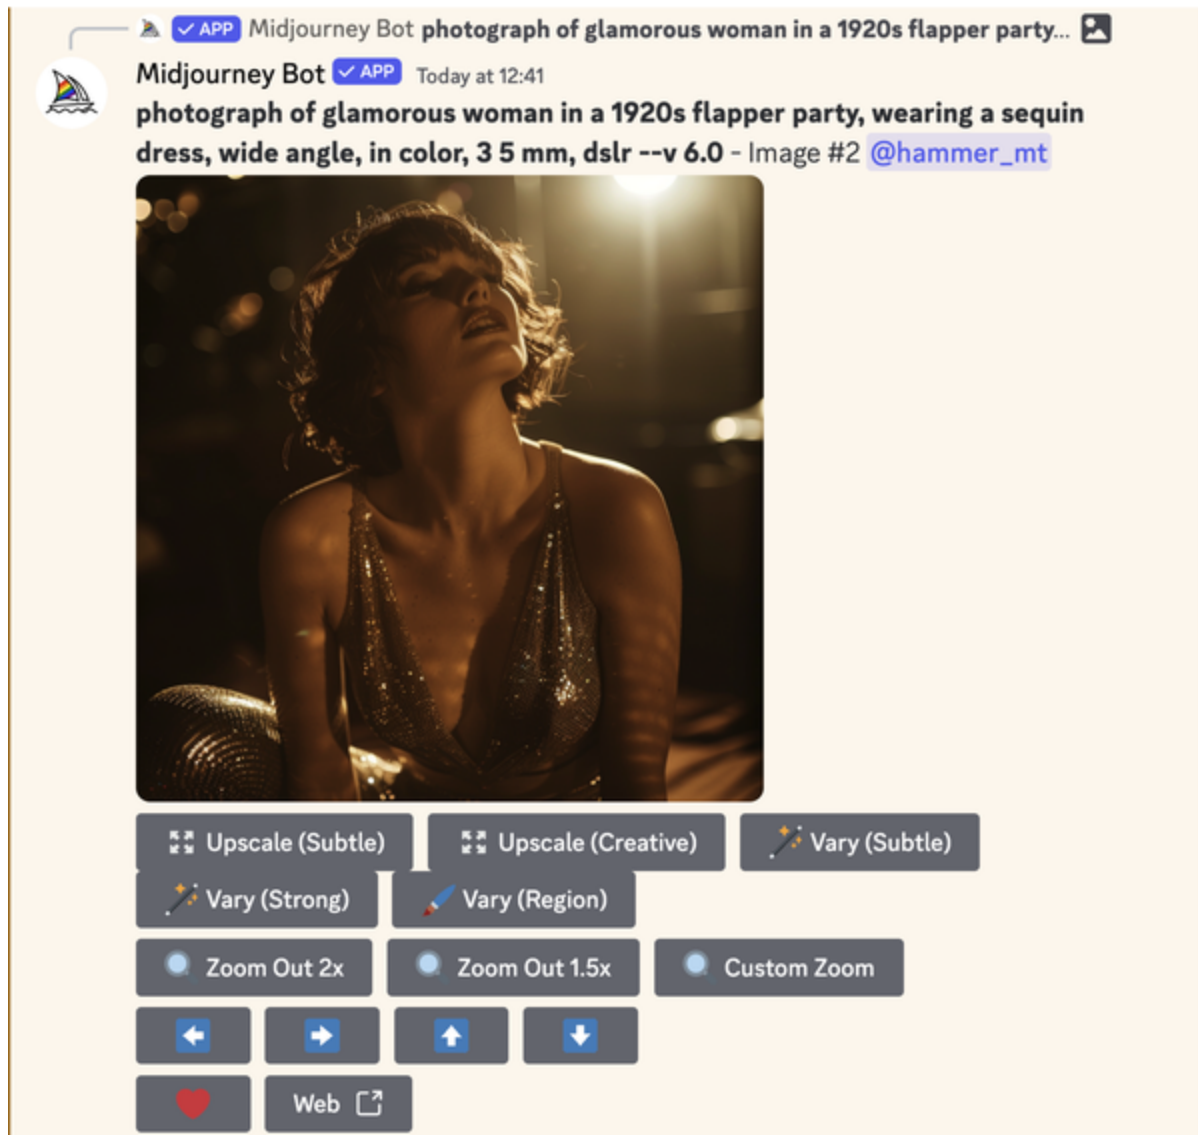 APP Midjourney Bot photograph of glamorous woman in a 1920s flapper party...
Midjourney Bot APP Today at 12:41
photograph of glamorous woman in a 1920s flapper party, wearing a sequin
dress, wide angle, in color, 3 5 mm, dslr --v 6.0 - Image #2 @hammer_mt
Upscale (Subtle) Upscale (Creative) Vary (Subtle)
Vary (Strong) Vary (Region)
Zoom Out 2x Zoom Out 1.5x Custom Zoom
Web